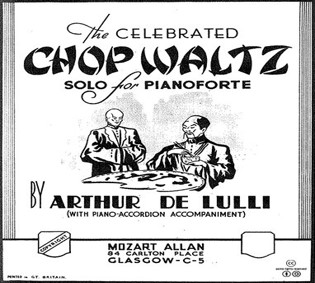 The CELEBRATED
CHOP WALTZ
SOLO for PIANOFORTE
BY ARTHUR DE LULLI
(WITH PIANO-ACCORDION ACCOMPANIMENT)
COPYRIGHT
MOZART ALLAN
84 CARLTON PLACE
GLASGOW-C-5
PRINTED IN GT. BRITAIN.
cc